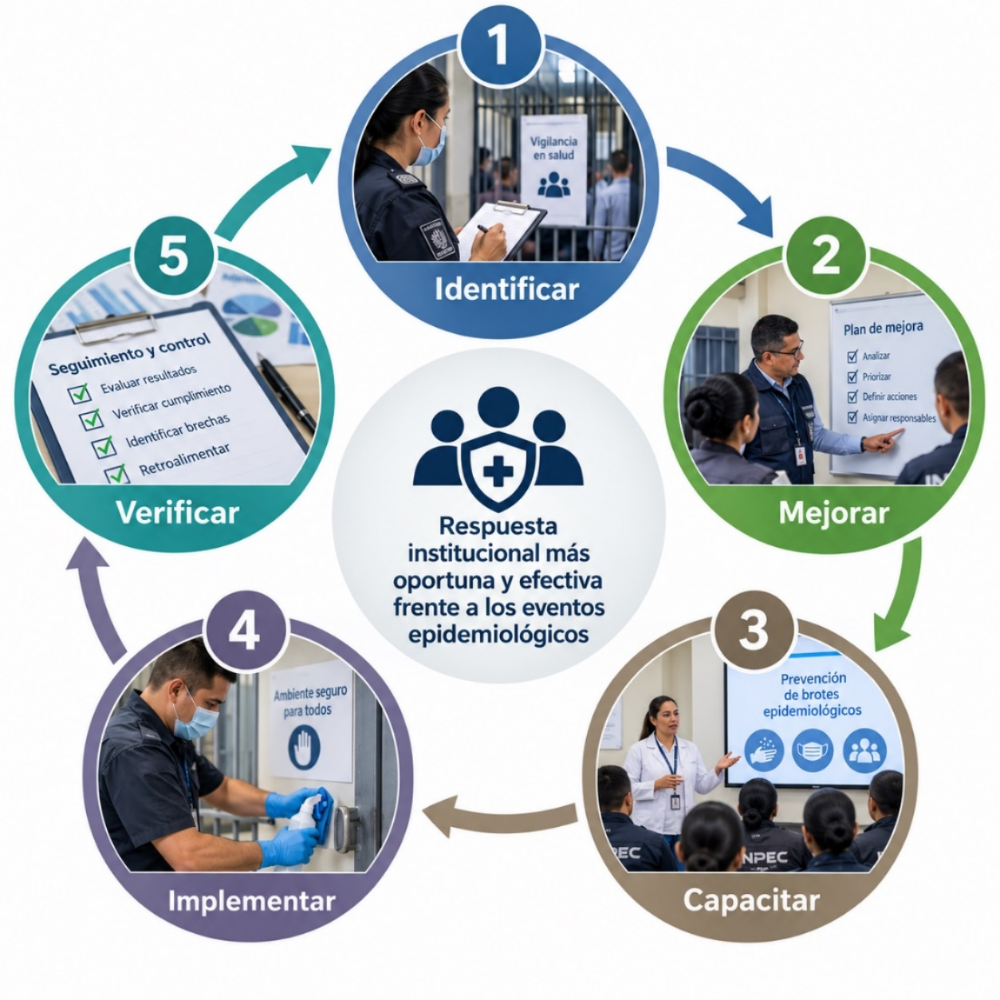 1
Vigilancia
en salud
Identificar
2
Plan de mejora
Analizar
Priorizar
Definir acciones
Asignar responsables
Mejorar
3
Prevención
de brotes
epidemiológicos
NPEC
Capacitar
4
Ambiente seguro
para todos
Implementar
5
Seguimiento y control
Evaluar resultados
Verificar cumplimiento
Identificar brechas
Retroalimentar
Verificar
Respuesta
institucional más
oportuna y efectiva
frente a los eventos
epidemiológicos